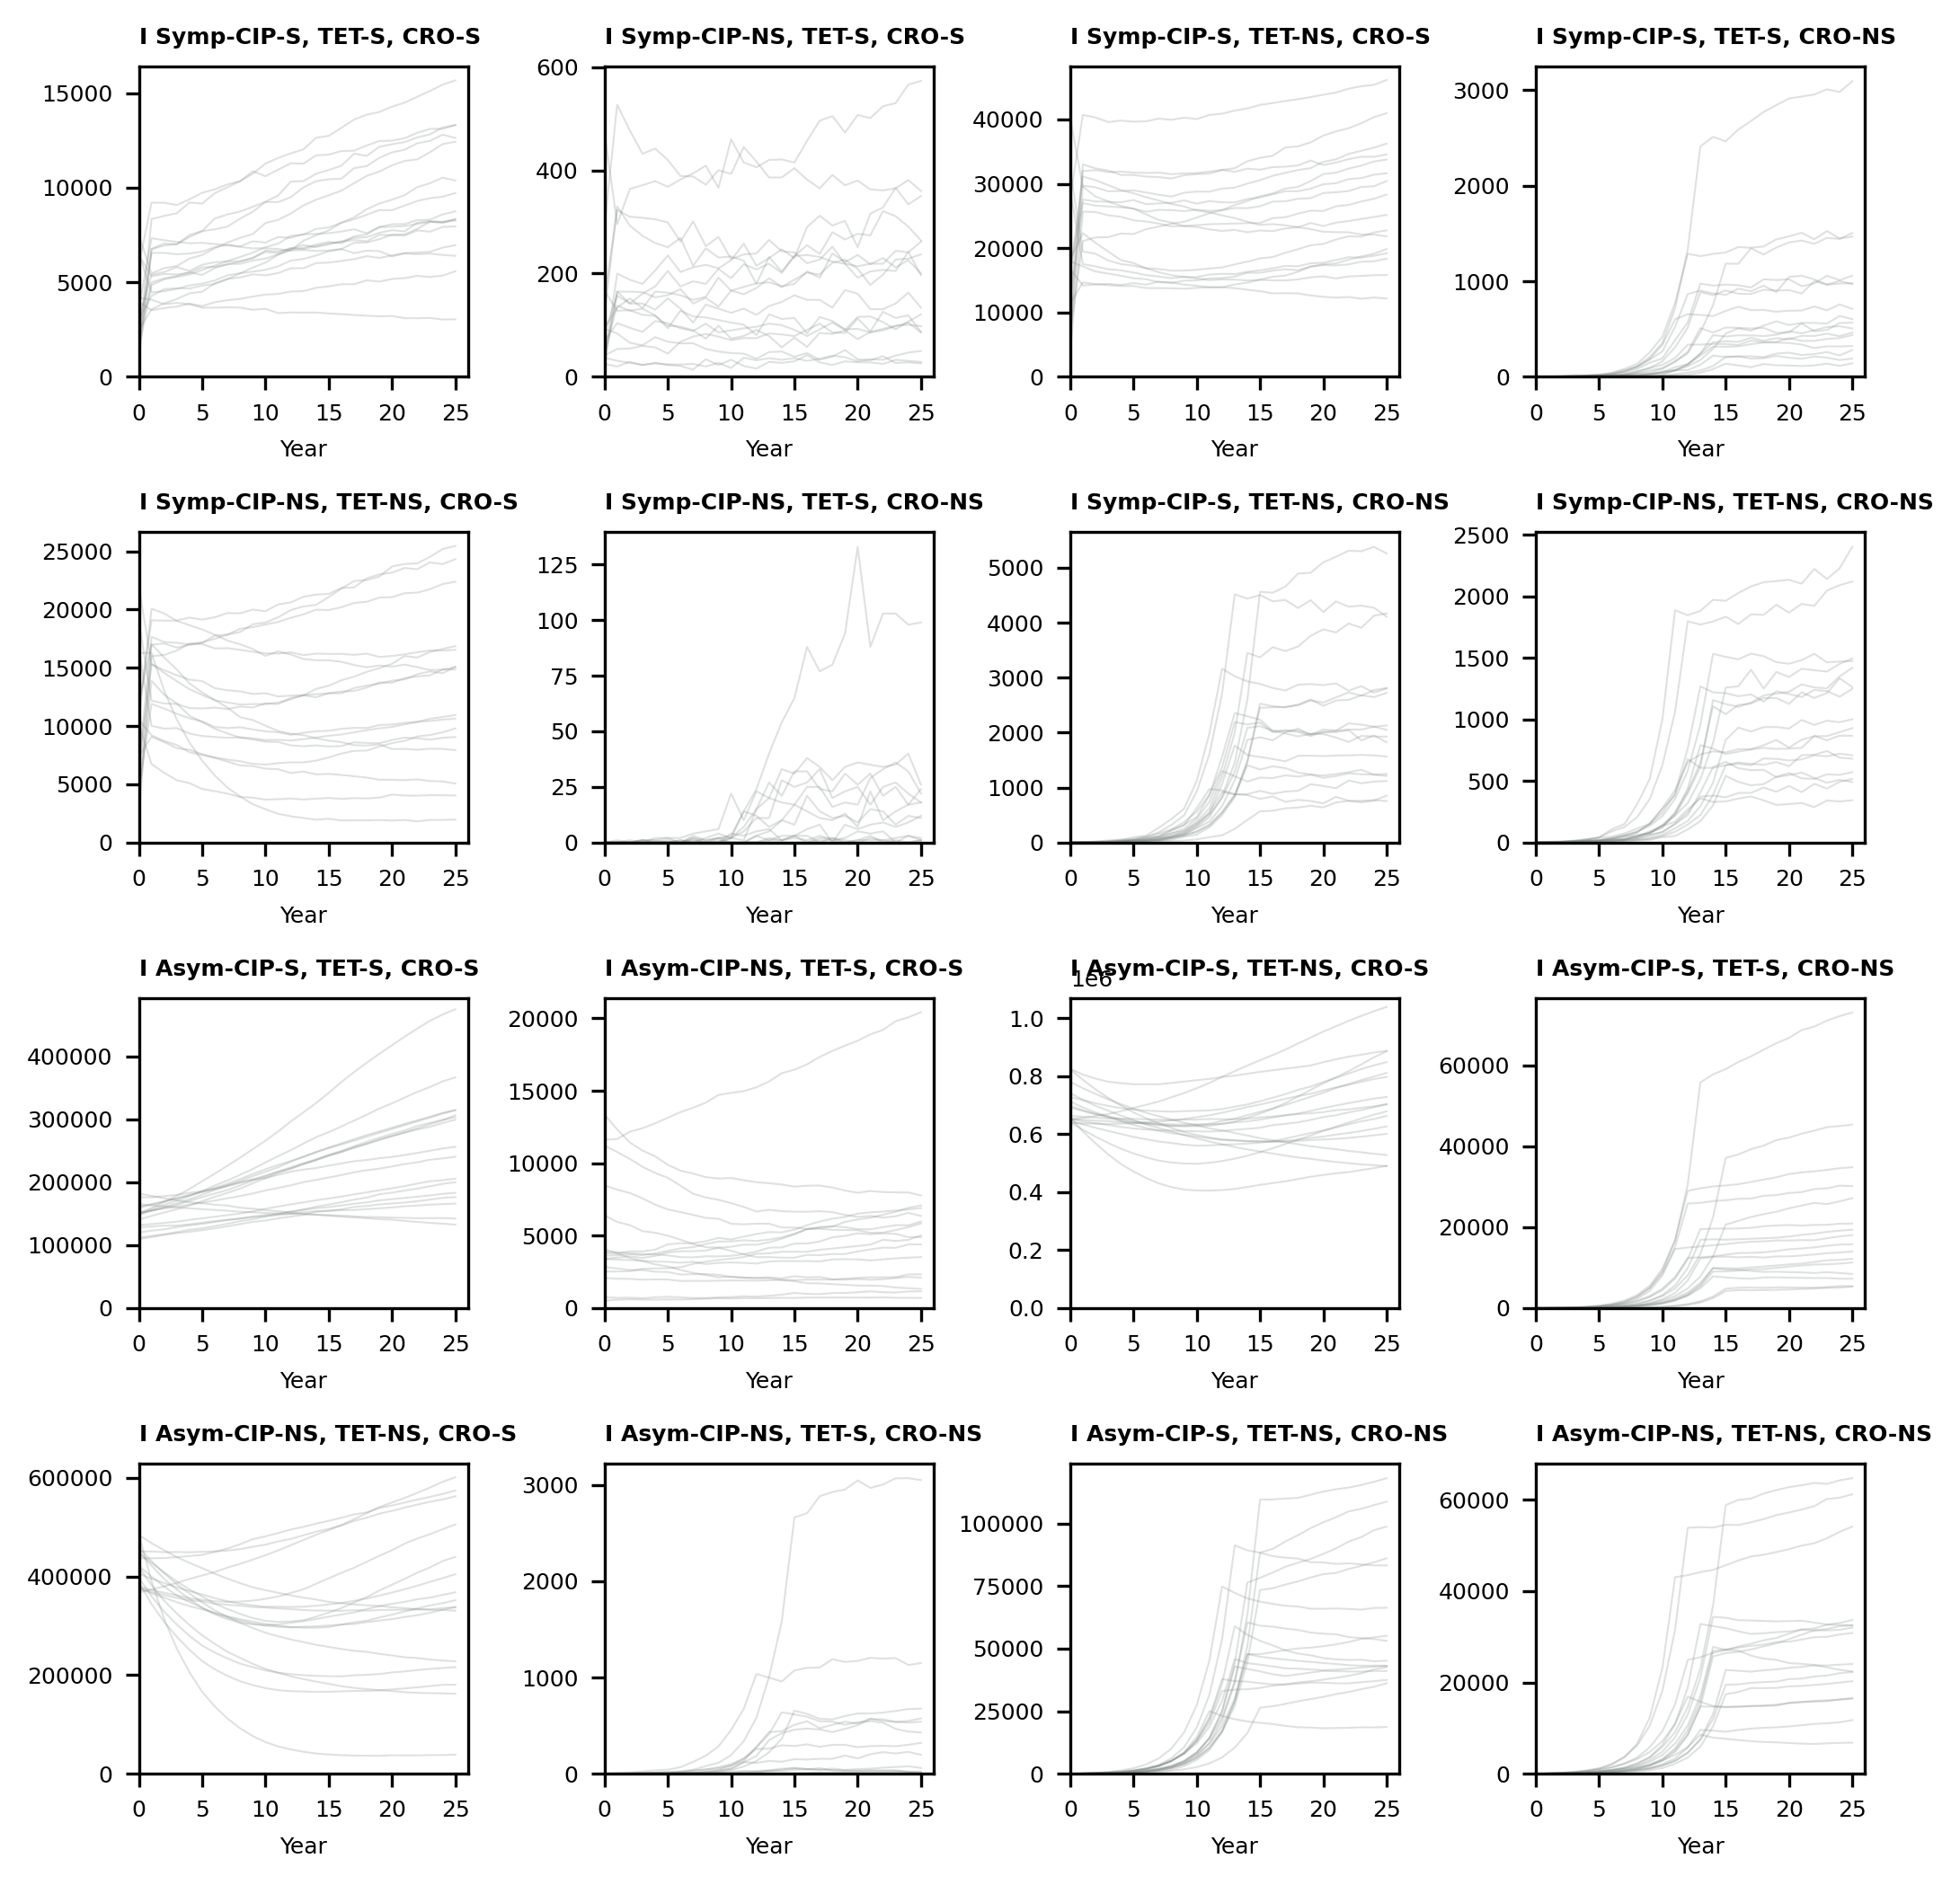 I Symp-CIP-S, TET-S, CRO-S
15000
10000
5000
0
0 5 10 15 20 25
Year
I Symp-CIP-NS, TET-S, CRO-S
600
400
200
0
0 5 10 15 20 25
Year
I Symp-CIP-S, TET-NS, CRO-S
40000
30000
20000
10000
0
0 5 10 15 20 25
Year
I Symp-CIP-S, TET-S, CRO-NS
3000
2000
1000
0
0 5 10 15 20 25
Year
I Symp-CIP-NS, TET-NS, CRO-S
25000
20000
15000
10000
5000
0
0 5 10 15 20 25
Year
I Symp-CIP-NS, TET-S, CRO-NS
125
100
75
50
25
0
0 5 10 15 20 25
Year
I Symp-CIP-S, TET-NS, CRO-NS
5000
4000
3000
2000
1000
0
0 5 10 15 20 25
Year
I Symp-CIP-NS, TET-NS, CRO-NS
2500
2000
1500
1000
500
0
0 5 10 15 20 25
Year
I Asym-CIP-S, TET-S, CRO-S
400000
300000
200000
100000
0
0 5 10 15 20 25
Year
I Asym-CIP-NS, TET-S, CRO-S
20000
15000
10000
5000
0
0 5 10 15 20 25
Year
I Asym-CIP-S, TET-NS, CRO-S
1e6
1.0
0.8
0.6
0.4
0.2
0.0
0 5 10 15 20 25
Year
I Asym-CIP-S, TET-S, CRO-NS
60000
40000
20000
0
0 5 10 15 20 25
Year
I Asym-CIP-NS, TET-NS, CRO-S
600000
400000
200000
0
0 5 10 15 20 25
Year
I Asym-CIP-NS, TET-S, CRO-NS
3000
2000
1000
0
0 5 10 15 20 25
Year
I Asym-CIP-S, TET-NS, CRO-NS
100000
75000
50000
25000
0
0 5 10 15 20 25
Year
I Asym-CIP-NS, TET-NS, CRO-NS
60000
40000
20000
0
0 5 10 15 20 25
Year